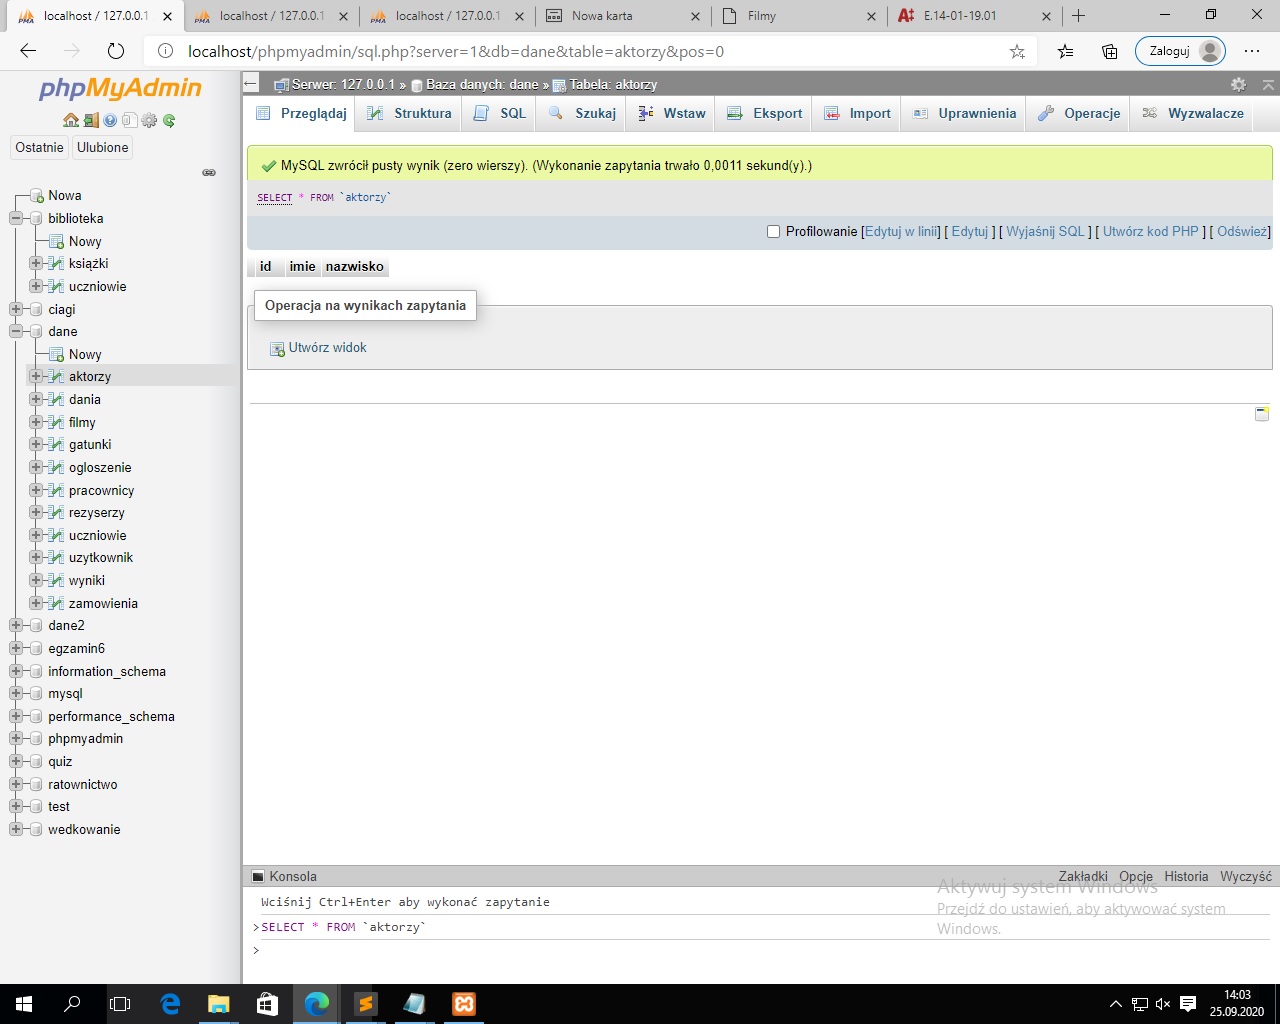 localhost / 127.0.0.1
localhost / 127.0.0.1
localhost / 127.0.0.1
Nowa karta
Filmy
E.14-01-19.01
localhost/phpmyadmin/sql.php?server=1&db=dane&table=aktorzy&pos=0
Zaloguj
phpMyAdmin
Ostatnie
Ulubione
Nowa
biblioteka
Nowy
książki
uczniowie
ciagi
dane
Nowy
aktorzy
dania
filmy
gatunki
ogloszenie
pracownicy
rezyserzy
uczniowie
uzytkownik
wyniki
zamowienia
dane2
egzamin6
information_schema
mysql
performance_schema
phpmyadmin
quiz
ratownictwo
test
wedkowanie
Serwer: 127.0.0.1 » Baza danych: dane » Tabela: aktorzy
Przeglądaj
Struktura
SQL
Szukaj
Wstaw
Eksport
Import
Uprawnienia
Operacje
Wyzwalacze
MySQL zwrócił pusty wynik (zero wierszy). (Wykonanie zapytania trwało 0,0011 sekund(y).)
SELECT * FROM `aktorzy`
Profilowanie [Edytuj w linii] [ Edytuj ] [ Wyjaśnij SQL ] [ Utwórz kod PHP ] [ Odśwież]
id imie nazwisko
Operacja na wynikach zapytania
Utwórz widok
Konsola
Zakładki Opcje Historia Wyczyść
Wciśnij Ctrl+Enter aby wykonać zapytanie
>SELECT * FROM `aktorzy`
>
Aktywuj system Windows
Przejdź do ustawień, aby aktywować system
Windows.
14:03
25.09.2020